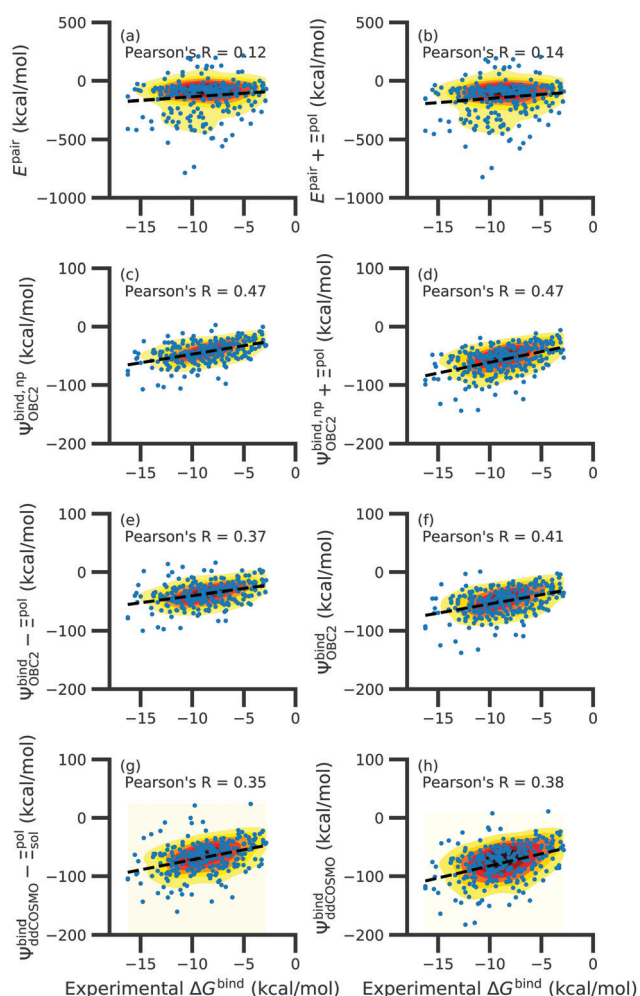 500
0
−500
−1000
E^pair (kcal/mol)
(a)
Pearson's R = 0.12
−15 −10 −5 0
500
0
−500
−1000
E^pair + Ξ^pol (kcal/mol)
(b)
Pearson's R = 0.14
−15 −10 −5 0
100
0
−100
−200
Ψ^bind, np_OBC2 (kcal/mol)
(c)
Pearson's R = 0.47
−15 −10 −5 0
100
0
−100
−200
Ψ^bind, np_OBC2 + Ξ^pol (kcal/mol)
(d)
Pearson's R = 0.47
−15 −10 −5 0
100
0
−100
−200
Ψ^bind_OBC2 − Ξ^pol (kcal/mol)
(e)
Pearson's R = 0.37
−15 −10 −5 0
100
0
−100
−200
Ψ^bind_OBC2 (kcal/mol)
(f)
Pearson's R = 0.41
−15 −10 −5 0
100
0
−100
−200
Ψ^bind_ddCOSMO − Ξ^pol_sol (kcal/mol)
(g)
Pearson's R = 0.35
−15 −10 −5 0
Experimental ΔG^bind (kcal/mol)
100
0
−100
−200
Ψ^bind_ddCOSMO (kcal/mol)
(h)
Pearson's R = 0.38
−15 −10 −5 0
Experimental ΔG^bind (kcal/mol)